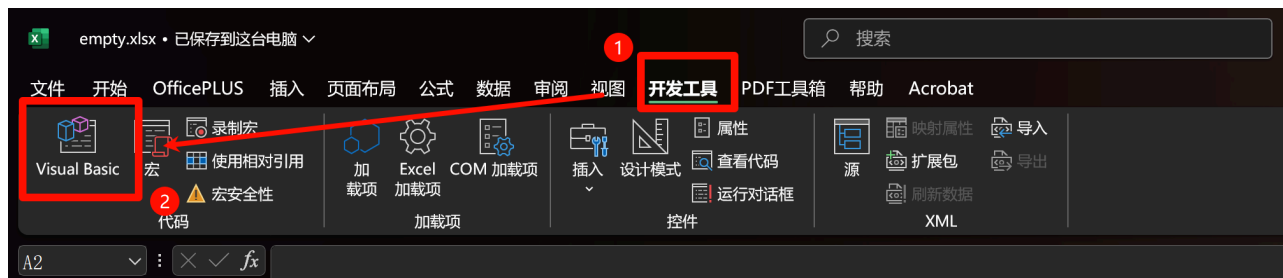 empty.xlsx • 已保存到这台电脑
搜索
1
文件 开始 OfficePLUS 插入 页面布局 公式 数据 审阅 视图 开发工具 PDF工具箱 帮助 Acrobat
Visual Basic
宏
录制宏
使用相对引用
宏安全性
2
代码
加
载项
Excel
加载项
COM 加载项
加载项
插入
设计模式
属性
查看代码
运行对话框
控件
源
映射属性
扩展包
刷新数据
导入
导出
XML
A2
fx